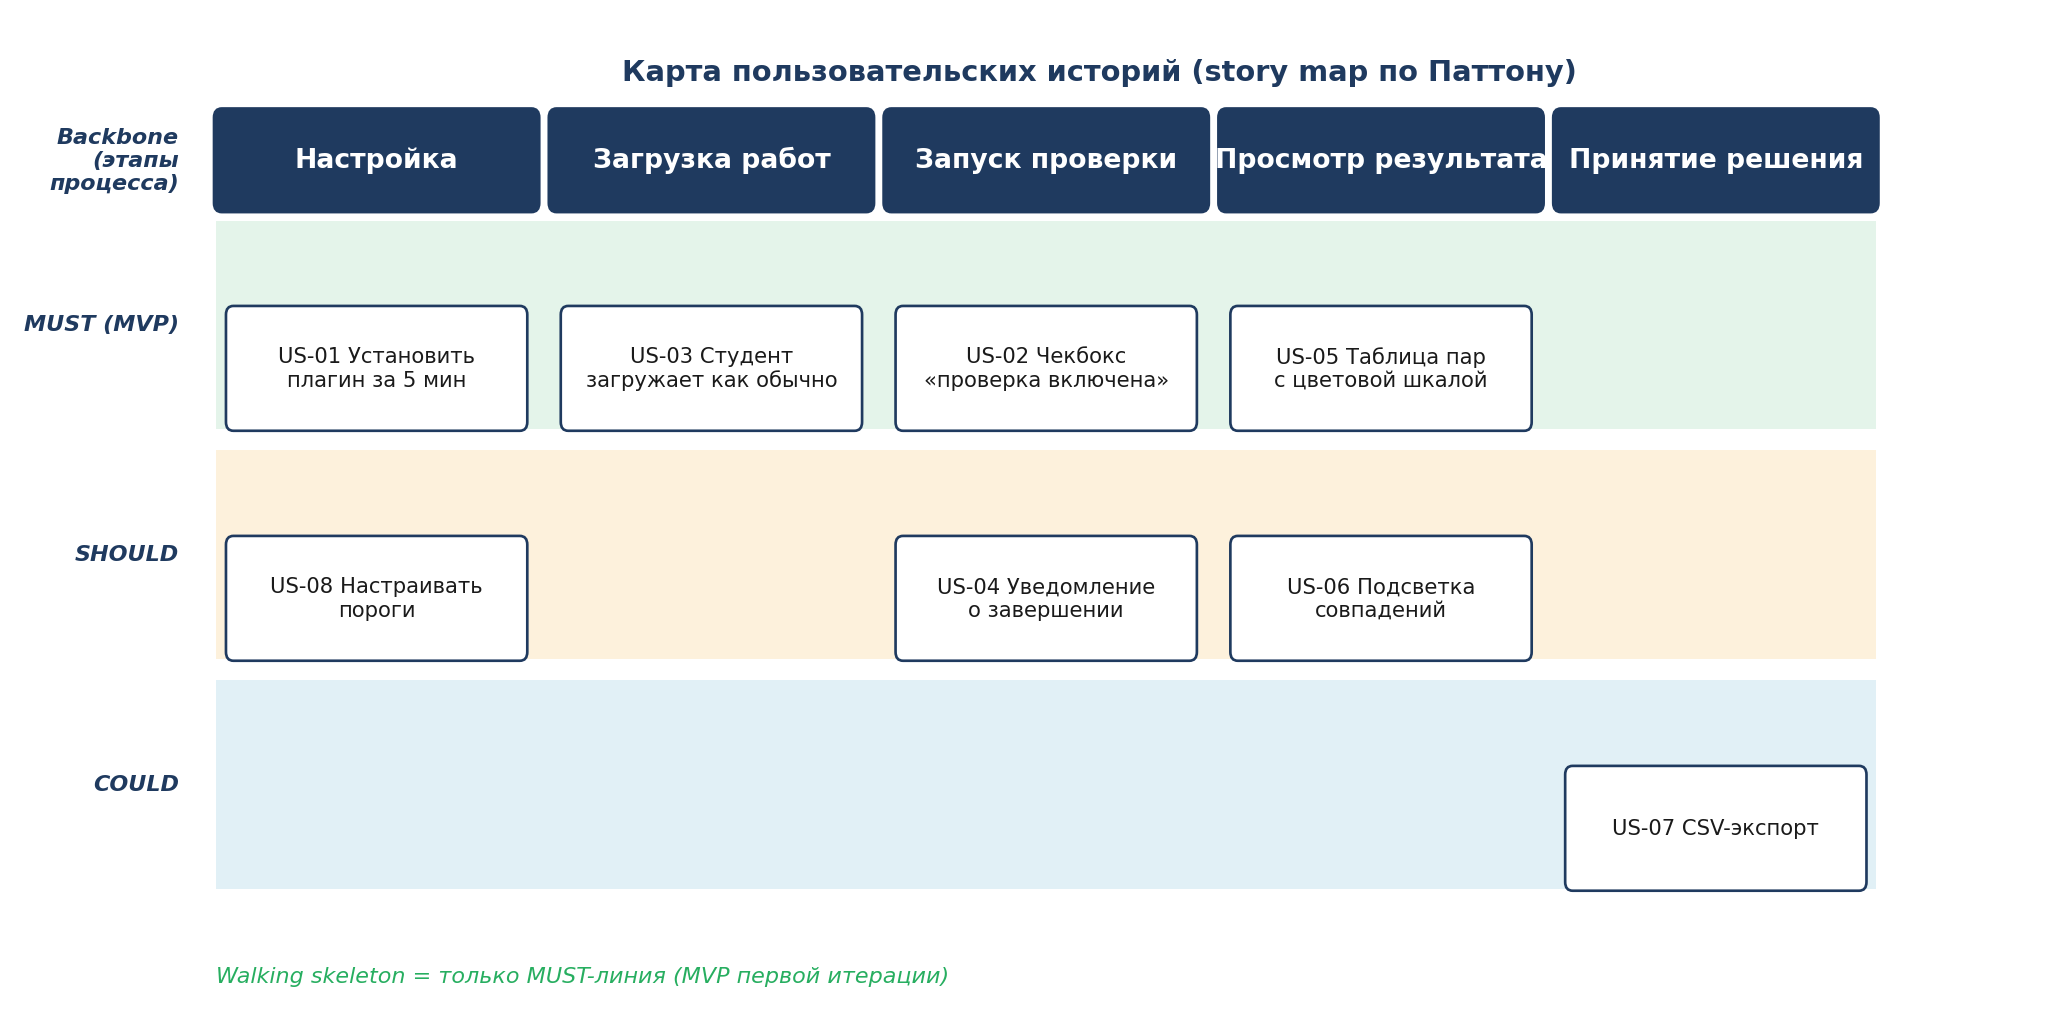 Карта пользовательских историй (story map по Паттону)
Backbone
(этапы
процесса)
Настройка
Загрузка работ
Запуск проверки
Просмотр результата
Принятие решения
MUST (MVP)
US-01 Установить
плагин за 5 мин
US-03 Студент
загружает как обычно
US-02 Чекбокс
«проверка включена»
US-05 Таблица пар
с цветовой шкалой
SHOULD
US-08 Настраивать
пороги
US-04 Уведомление
о завершении
US-06 Подсветка
совпадений
COULD
US-07 CSV-экспорт
Walking skeleton = только MUST-линия (MVP первой итерации)